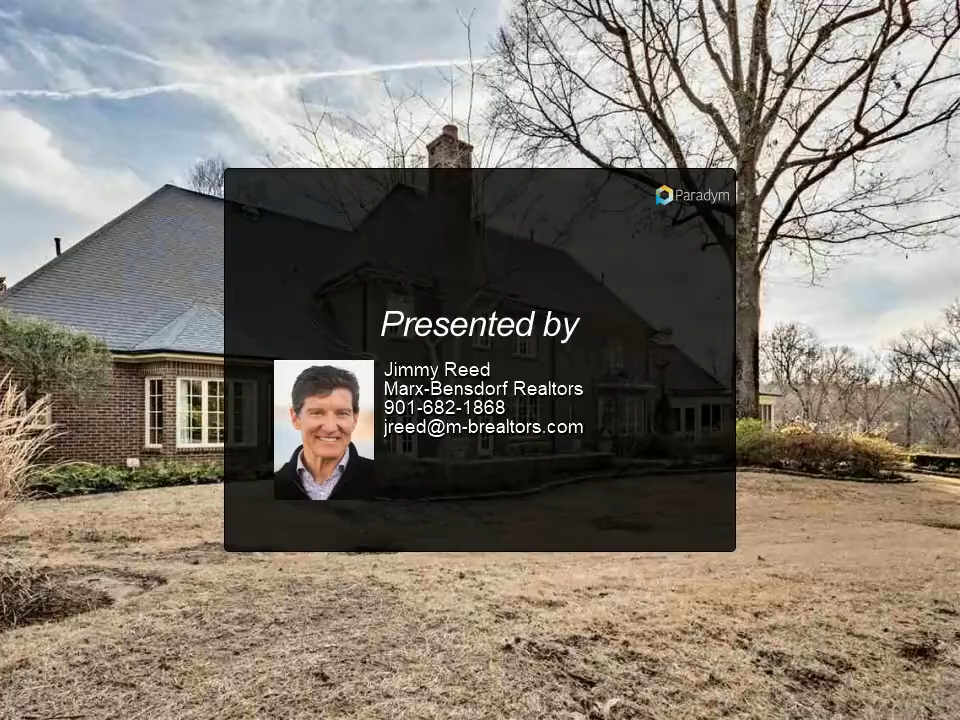 Paradym
Presented by
Jimmy Reed
Marx-Bensdorf Realtors
901-682-1868
jreed@m-brealtors.com